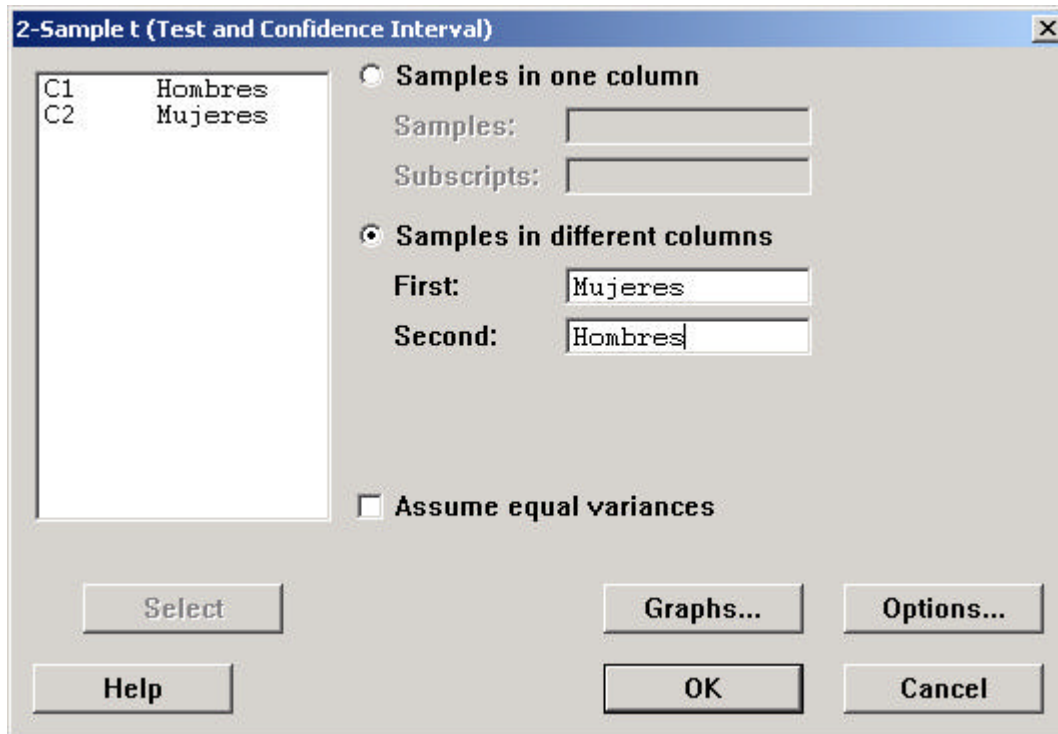 2-Sample t (Test and Confidence Interval)
C1 Hombres
C2 Mujeres
Samples in one column
Samples:
Subscripts:
Samples in different columns
First: Mujeres
Second: Hombres
Assume equal variances
Select
Graphs...
Options...
Help
OK
Cancel